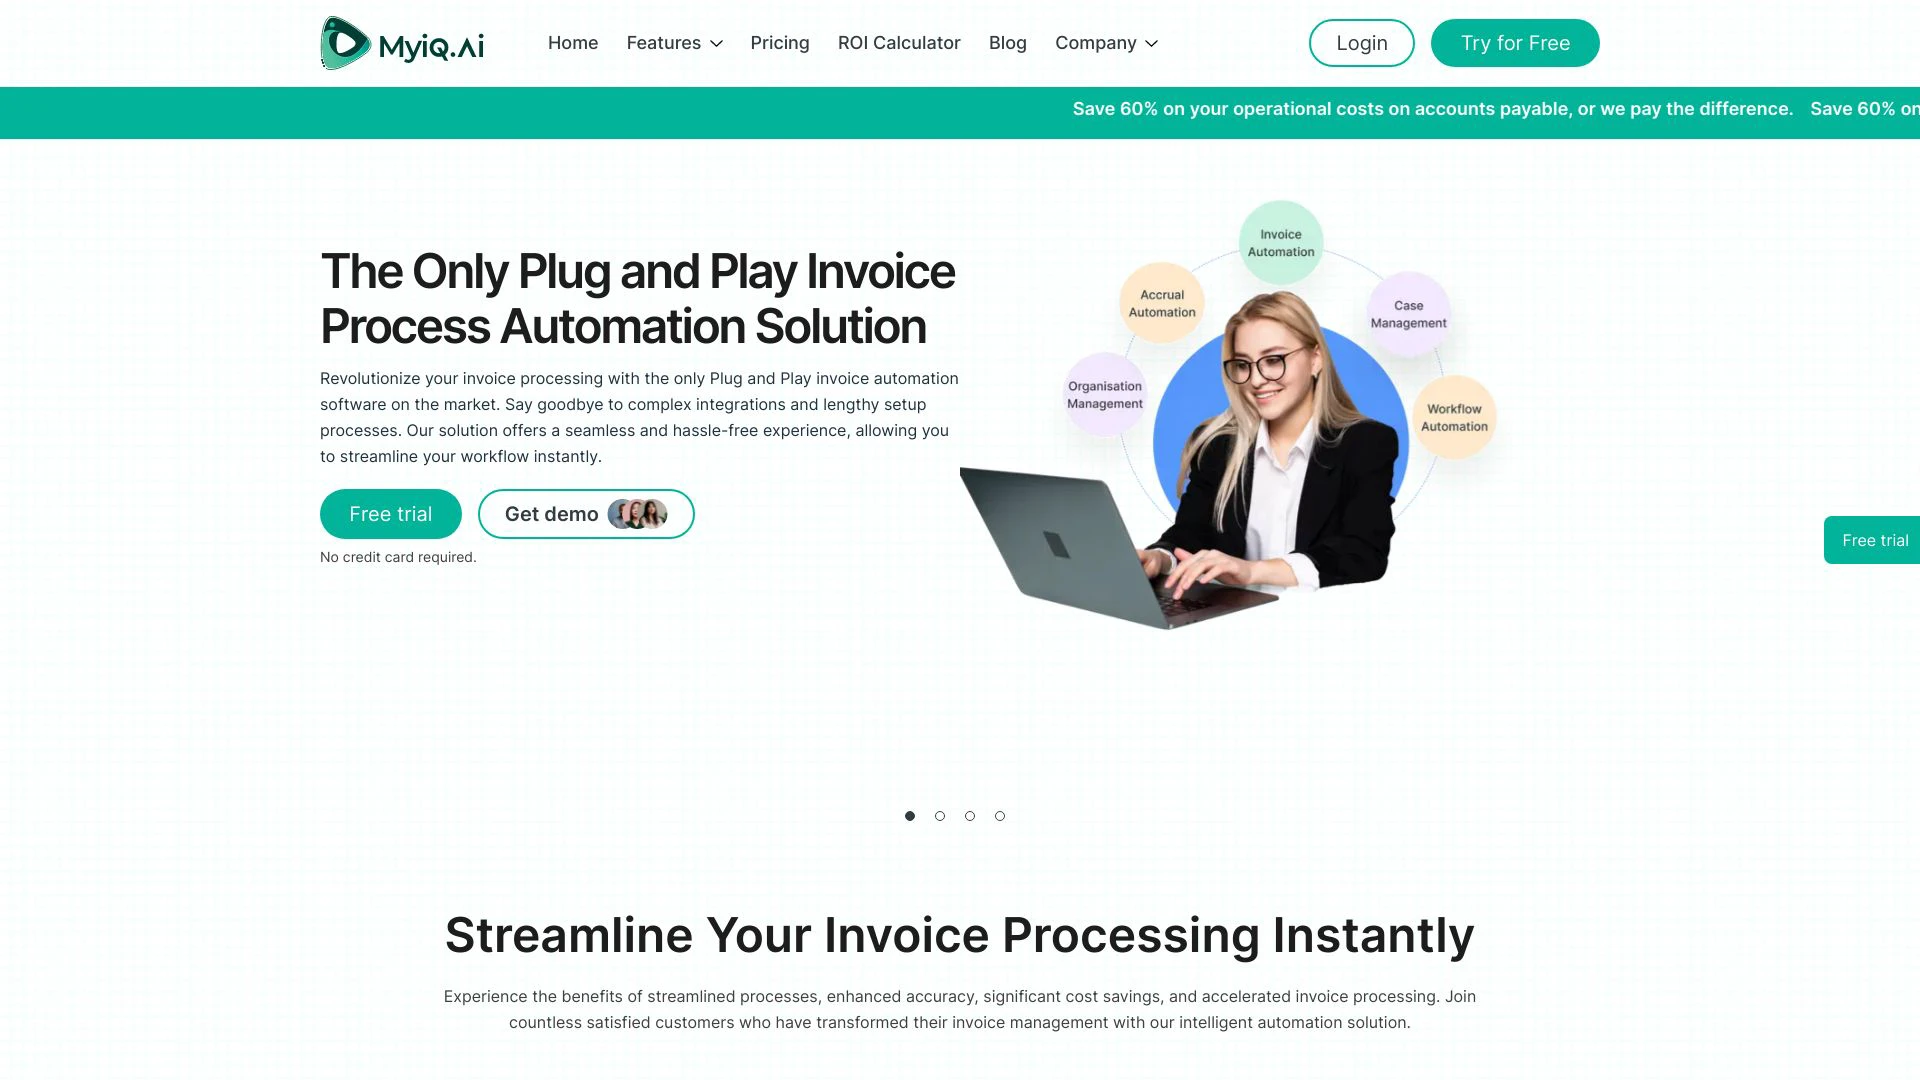 MyiQ.Ai
Home
Features
Pricing
ROI Calculator
Blog
Company
Login
Try for Free
Save 60% on your operational costs on accounts payable, or we pay the difference. Save 60% on
The Only Plug and Play Invoice
Process Automation Solution
Revolutionize your invoice processing with the only Plug and Play invoice automation
software on the market. Say goodbye to complex integrations and lengthy setup
processes. Our solution offers a seamless and hassle-free experience, allowing you
to streamline your workflow instantly.
Free trial
Get demo
No credit card required.
Invoice
Automation
Accrual
Automation
Case
Management
Organisation
Management
Workflow
Automation
Free trial
Streamline Your Invoice Processing Instantly
Experience the benefits of streamlined processes, enhanced accuracy, significant cost savings, and accelerated invoice processing. Join
countless satisfied customers who have transformed their invoice management with our intelligent automation solution.